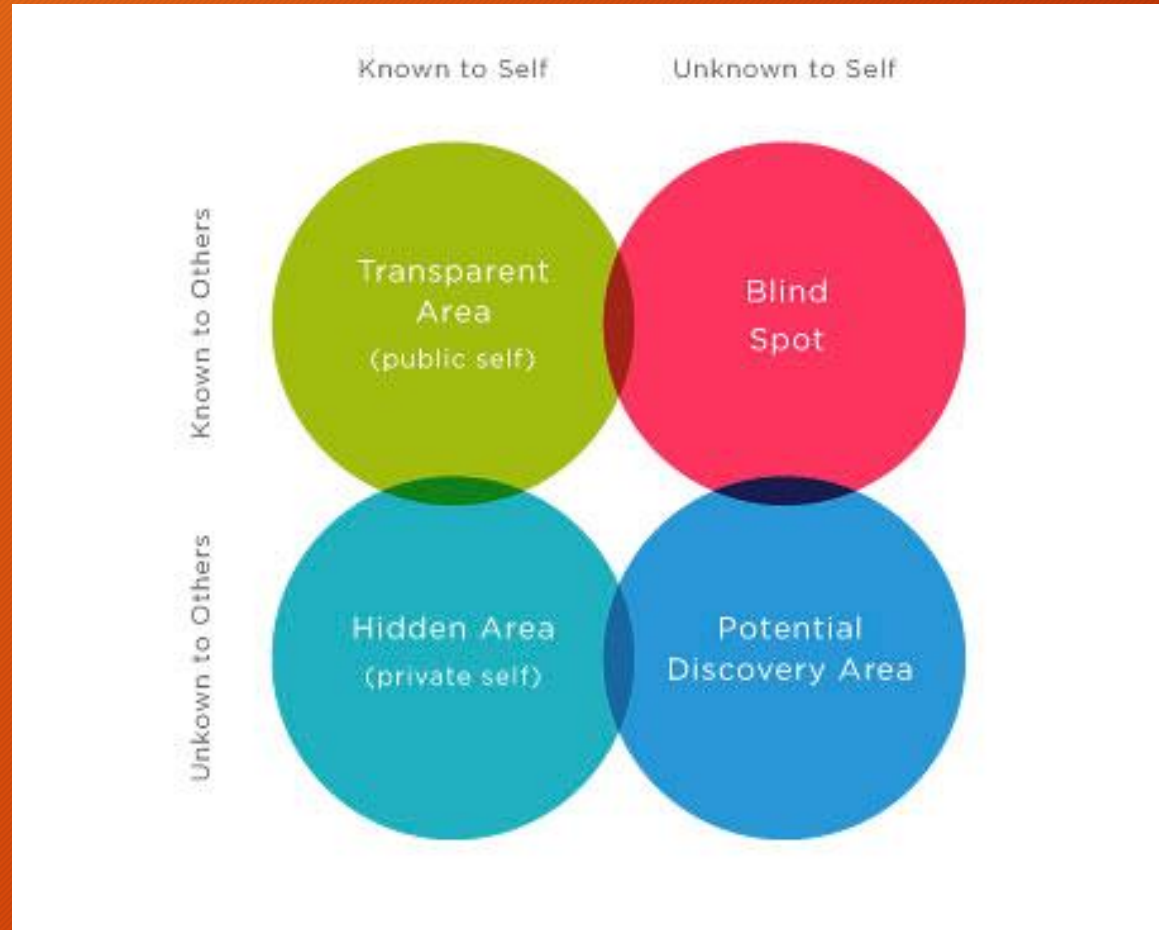 Known to Self
Unknown to Self
Known to Others
Transparent
Area
(public self)
Blind
Spot
Unkown to Others
Hidden Area
(private self)
Potential
Discovery Area